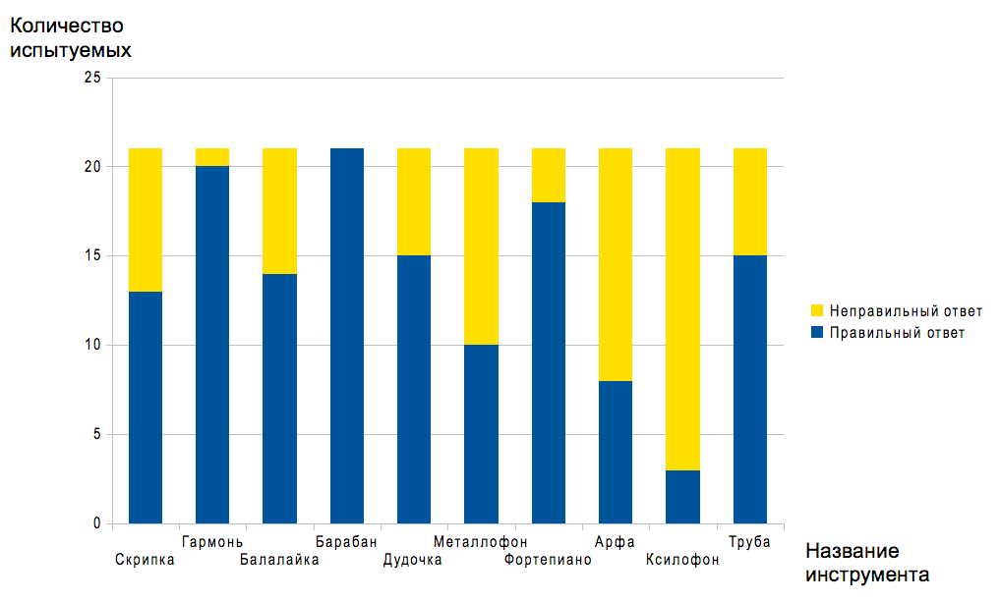 Количество
испытуемых
25
20
15
10
5
0
Скрипка
Гармонь
Балалайка
Барабан
Дудочка
Металлофон
Фортепиано
Арфа
Ксилофон
Труба
Неправильный ответ
Правильный ответ
Название
инструмента